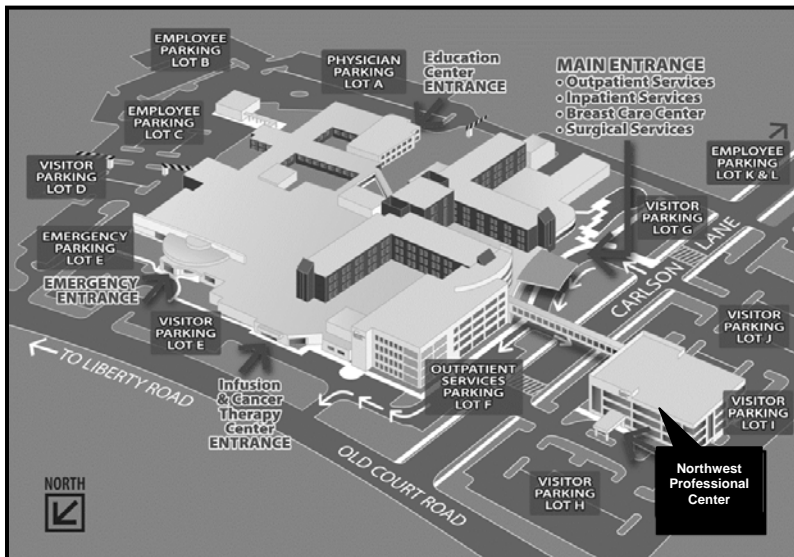 EMPLOYEE
PARKING
LOT B
PHYSICIAN
PARKING
LOT A
Education
Center
ENTRANCE
MAIN ENTRANCE
• Outpatient Services
• Inpatient Services
• Breast Care Center
• Surgical Services
EMPLOYEE
PARKING
LOT C
EMPLOYEE
PARKING
LOT K & L
VISITOR
PARKING
LOT D
VISITOR
PARKING
LOT G
EMERGENCY
PARKING
LOT E
EMERGENCY
ENTRANCE
CARLSON LANE
VISITOR
PARKING
LOT E
VISITOR
PARKING
LOT J
TO LIBERTY ROAD
Infusion
& Cancer
Therapy
Center
ENTRANCE
OUTPATIENT
SERVICES
PARKING
LOT F
VISITOR
PARKING
LOT I
OLD COURT ROAD
Northwest
Professional
Center
VISITOR
PARKING
LOT H
NORTH